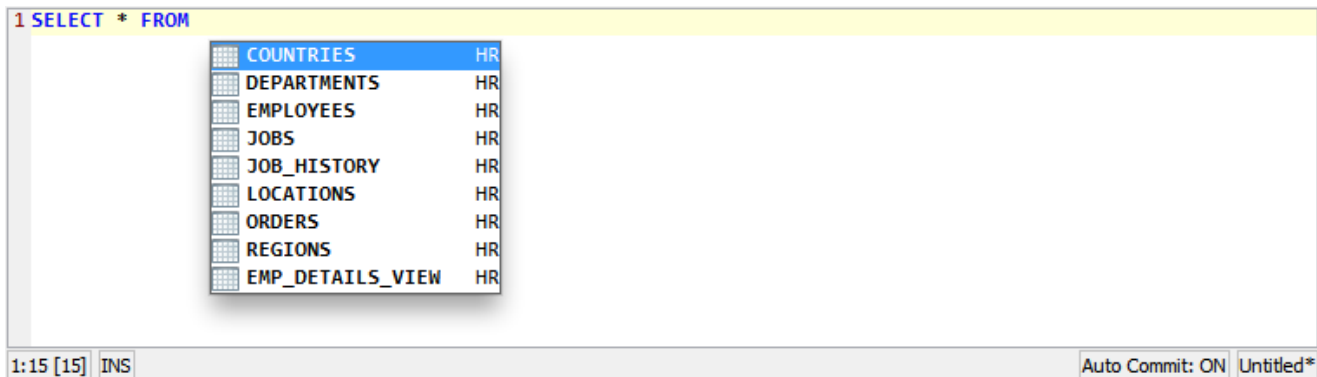 1 SELECT * FROM
COUNTRIES HR
DEPARTMENTS HR
EMPLOYEES HR
JOBS HR
JOB_HISTORY HR
LOCATIONS HR
ORDERS HR
REGIONS HR
EMP_DETAILS_VIEW HR
1:15 [15] INS Auto Commit: ON Untitled*